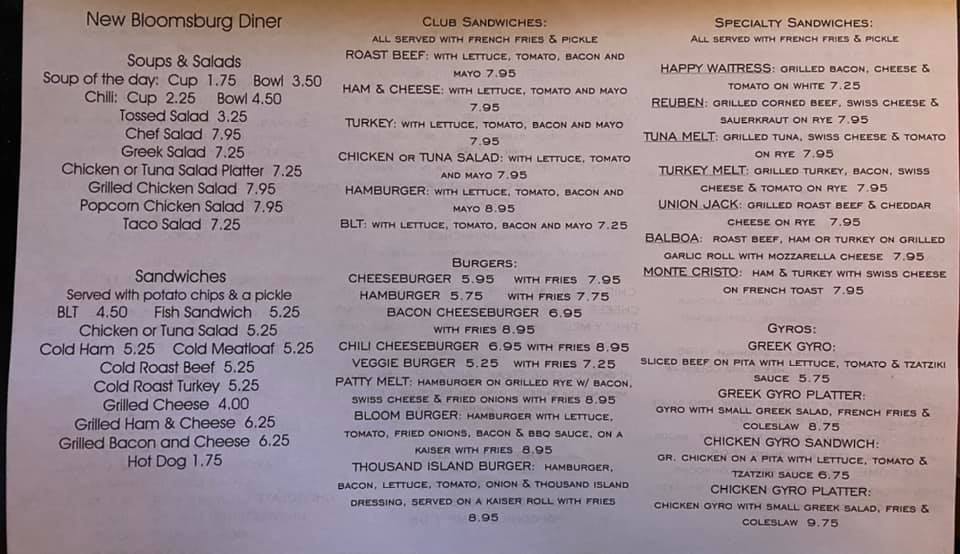 New Bloomsburg Diner
Soups & Salads
Soup of the day: Cup 1.75 Bowl 3.50
Chili: Cup 2.25 Bowl 4.50
Tossed Salad 3.25
Chef Salad 7.95
Greek Salad 7.25
Chicken or Tuna Salad Platter 7.25
Grilled Chicken Salad 7.95
Popcorn Chicken Salad 7.95
Taco Salad 7.25
Sandwiches
Served with potato chips & a pickle
BLT 4.50 Fish Sandwich 5.25
Chicken or Tuna Salad 5.25
Cold Ham 5.25 Cold Meatloaf 5.25
Cold Roast Beef 5.25
Cold Roast Turkey 5.25
Grilled Cheese 4.00
Grilled Ham & Cheese 6.25
Grilled Bacon and Cheese 6.25
Hot Dog 1.75
CLUB SANDWICHES:
ALL SERVED WITH FRENCH FRIES & PICKLE
ROAST BEEF: WITH LETTUCE, TOMATO, BACON AND
MAYO 7.95
HAM & CHEESE: WITH LETTUCE, TOMATO AND MAYO
7.95
TURKEY: WITH LETTUCE, TOMATO, BACON AND MAYO
7.95
CHICKEN OR TUNA SALAD: WITH LETTUCE, TOMATO
AND MAYO 7.95
HAMBURGER: WITH LETTUCE, TOMATO, BACON AND
MAYO 8.95
BLT: WITH LETTUCE, TOMATO, BACON AND MAYO 7.25
BURGERS:
CHEESEBURGER 5.95 WITH FRIES 7.95
HAMBURGER 5.75 WITH FRIES 7.75
BACON CHEESEBURGER 6.95
WITH FRIES 8.95
CHILI CHEESEBURGER 6.95 WITH FRIES 8.95
VEGGIE BURGER 5.25 WITH FRIES 7.25
PATTY MELT: HAMBURGER ON GRILLED RYE W/ BACON,
SWISS CHEESE & FRIED ONIONS WITH FRIES 8.95
BLOOM BURGER: HAMBURGER WITH LETTUCE,
TOMATO, FRIED ONIONS, BACON & BBQ SAUCE, ON A
KAISER WITH FRIES 8.95
THOUSAND ISLAND BURGER: HAMBURGER,
BACON, LETTUCE, TOMATO, ONION & THOUSAND ISLAND
DRESSING, SERVED ON A KAISER ROLL WITH FRIES
8.95
SPECIALTY SANDWICHES:
ALL SERVED WITH FRENCH FRIES & PICKLE
HAPPY WAITRESS: GRILLED BACON, CHEESE &
TOMATO ON WHITE 7.25
REUBEN: GRILLED CORNED BEEF, SWISS CHEESE &
SAUERKRAUT ON RYE 7.95
TUNA MELT: GRILLED TUNA, SWISS CHEESE & TOMATO
ON RYE 7.95
TURKEY MELT: GRILLED TURKEY, BACON, SWISS
CHEESE & TOMATO ON RYE 7.95
UNION JACK: GRILLED ROAST BEEF & CHEDDAR
CHEESE ON RYE 7.95
BALBOA: ROAST BEEF, HAM OR TURKEY ON GRILLED
GARLIC ROLL WITH MOZZARELLA CHEESE 7.95
MONTE CRISTO: HAM & TURKEY WITH SWISS CHEESE
ON FRENCH TOAST 7.95
GYROS:
GREEK GYRO:
SLICED BEEF ON PITA WITH LETTUCE, TOMATO & TZATZIKI
SAUCE 5.75
GREEK GYRO PLATTER:
GYRO WITH SMALL GREEK SALAD, FRENCH FRIES &
COLESLAW 8.75
CHICKEN GYRO SANDWICH:
GR. CHICKEN ON A PITA WITH LETTUCE, TOMATO &
TZATZIKI SAUCE 6.75
CHICKEN GYRO PLATTER:
CHICKEN GYRO WITH SMALL GREEK SALAD, FRIES &
COLESLAW 9.75